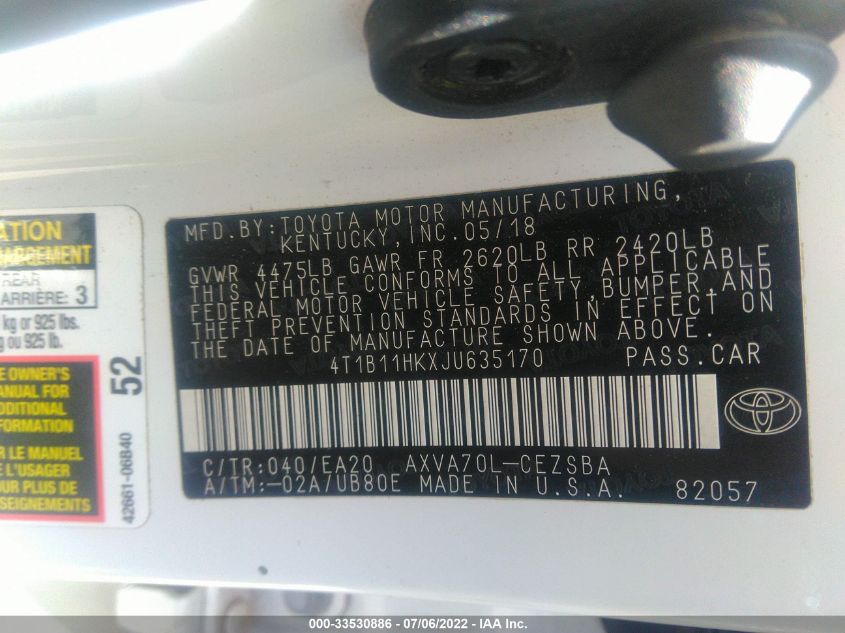 MFD.BY:TOYOTA MOTOR MANUFACTURING,
KENTUCKY,INC.05/18
GVWR 4475LB GAWR FR 2620LB RR 2420LB
THIS VEHICLE CONFORMS TO ALL APPLICABLE
FEDERAL MOTOR VEHICLE SAFETY,BUMPER,AND
THEFT PREVENTION STANDARDS IN EFFECT ON
THE DATE OF MANUFACTURE SHOWN ABOVE.
4T1B11HKXJU635170 PASS.CAR
C/TR:040/EA20 AXVA70L-CEZSBA
A/TM:-02A/UB80E MADE IN U.S.A. 82057
REAR
ARRIÈRE: 3
kg or 925 lbs.
ou 925 lb.
OWNER'S
FOR
52
42661-06840
LE MANUEL
L'USAGER
POUR PLUS DE
000-33530886 - 07/06/2022 - IAA Inc.